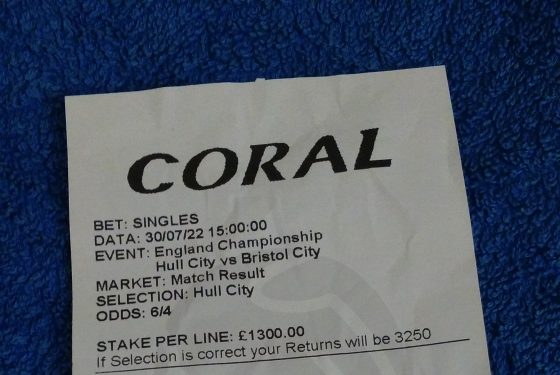 CORAL
BET: SINGLES
DATA: 30/07/22 15:00:00
EVENT: England Championship
Hull City vs Bristol City
MARKET: Match Result
SELECTION: Hull City
ODDS: 6/4
STAKE PER LINE: £1300.00
If Selection is correct your Returns will be 3250